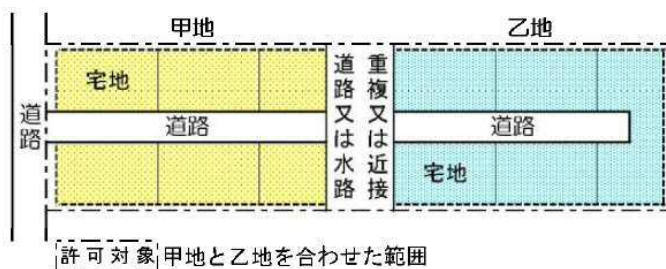 甲地
乙地
宅地
道路
道路
道路又は水路
重複又は近接
道路
宅地
許可対象 甲地と乙地を合わせた範囲